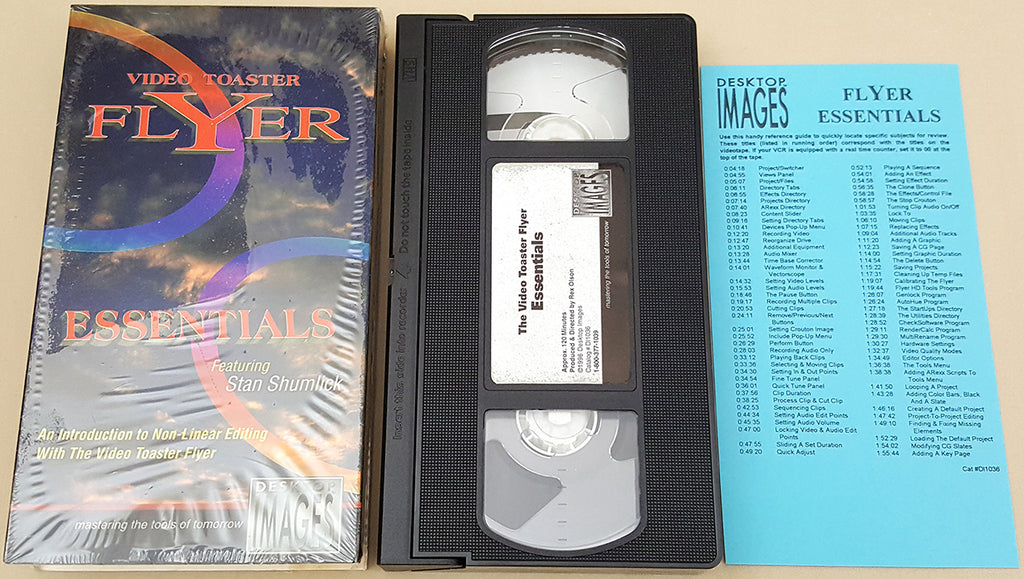 VIDEO TOASTER
FLYER
ESSENTIALS
Featuring
Stan Shumlick
An Introduction to Non-Linear Editing
With The Video Toaster Flyer
mastering the tools of tomorrow
DESKTOP
IMAGES
VHS
Insert this side into recorder
Do not touch the tape inside
The Video Toaster Flyer
Essentials
Approx. 120 Minutes
Produced & Directed by Rex Olson
©1996 Desktop Images
Catalog #DI1036
1-800-377-1039
DESKTOP
IMAGES
mastering the tools of tomorrow
DESKTOP
IMAGES
FLYER
ESSENTIALS
Use this handy reference guide to quickly locate specific subjects for review.
These titles (listed in running order) correspond with the titles on the
videotape. If your VCR is equipped with a real time counter, set it to 00 at the
top of the tape.
0:04:18 Project/Switcher
0:04:55 Views Panel
0:05:07 Project/Files
0:06:11 Directory Tabs
0:06:55 Effects Directory
0:07:14 Projects Directory
0:07:40 ARexx Directory
0:08:23 Content Slider
0:09:16 Setting Directory Tabs
0:10:41 Devices Pop-Up Menu
0:12:20 Recording Video
0:12:47 Reorganize Drive
0:13:20 Additional Equipment
0:13:28 Audio Mixer
0:13:44 Time Base Corrector
0:14:01 Waveform Monitor &
Vectorscope
0:14:32 Setting Video Levels
0:15:53 Setting Audio Levels
0:18:46 The Pause Button
0:19:17 Recording Multiple Clips
0:20:53 Cutting Clips
0:24:11 Remove/Previous/Next
Buttons
0:25:01 Setting Crouton Image
0:25:52 Include Pop-Up Menu
0:26:29 Perform Button
0:28:03 Recording Audio Only
0:33:12 Playing Back Clips
0:33:36 Selecting & Moving Clips
0:34:30 Setting In & Out Points
0:34:54 Fine Tune Panel
0:36:01 Quick Tune Panel
0:37:56 Clip Duration
0:38:25 Process Clip & Cut Clip
0:42:53 Sequencing Clips
0:44:34 Setting Audio Edit Points
0:45:35 Setting Audio Volume
0:47:00 Locking Video & Audio Edit
Points
0:47:55 Sliding A Set Duration
0:49:20 Quick Adjust
0:52:13 Playing A Sequence
0:54:01 Adding An Effect
0:54:58 Setting Effect Duration
0:56:35 The Clone Button
0:58:28 The Effects/Control File
0:58:57 The Stop Crouton
1:01:53 Turning Clip Audio On/Off
1:03:35 Lock To
1:06:10 Moving Clips
1:07:15 Replacing Effects
1:09:04 Additional Audio Tracks
1:11:20 Adding A Graphic
1:12:23 Saving A CG Page
1:14:00 Setting Graphic Duration
1:14:54 The Delete Button
1:15:22 Saving Projects
1:17:31 Cleaning Up Temp Files
1:19:07 Calibrating The Flyer
1:19:44 Flyer HD Tools Program
1:26:07 Genlock Program
1:26:24 AutoHue Program
1:27:18 The StartUps Directory
1:28:39 The Utilities Directory
1:28:52 CheckSoftware Program
1:29:11 RenderCalc Program
1:29:30 MultiRename Program
1:30:27 Hardware Settings
1:32:37 Video Quality Modes
1:34:49 Editor Options
1:36:38 The Tools Menu
1:38:38 Adding ARexx Scripts To
Tools Menu
1:41:50 Looping A Project
1:43:28 Adding Color Bars, Black
And A Slate
1:46:16 Creating A Default Project
1:47:42 Project-To-Project Editing
1:49:10 Finding & Fixing Missing
Elements
1:52:29 Loading The Default Project
1:54:02 Modifying CG Slates
1:55:44 Adding A Key Page
Cat #DI1036